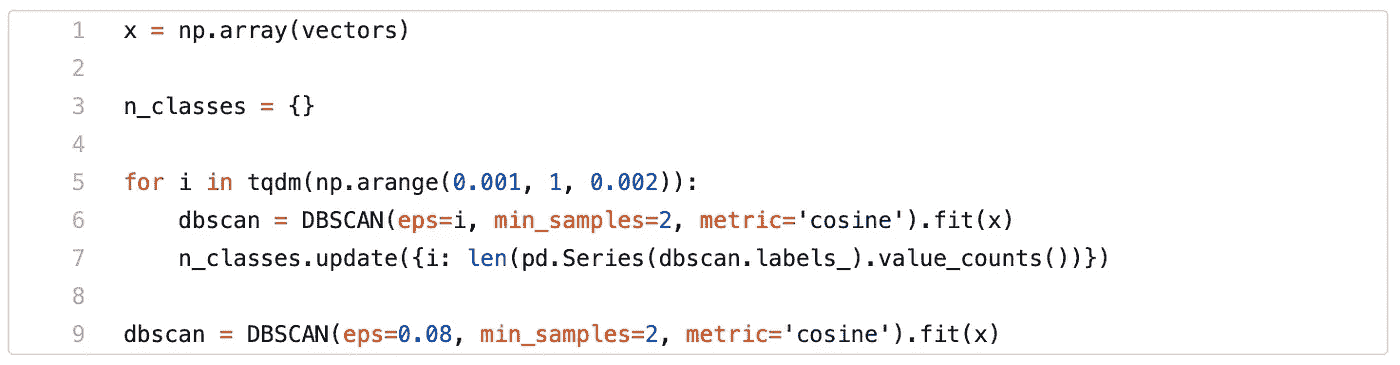 1 x = np.array(vectors)
2
3 n_classes = {}
4
5 for i in tqdm(np.arange(0.001, 1, 0.002)):
6     dbscan = DBSCAN(eps=i, min_samples=2, metric='cosine').fit(x)
7     n_classes.update({i: len(pd.Series(dbscan.labels_).value_counts())})
8
9 dbscan = DBSCAN(eps=0.08, min_samples=2, metric='cosine').fit(x)